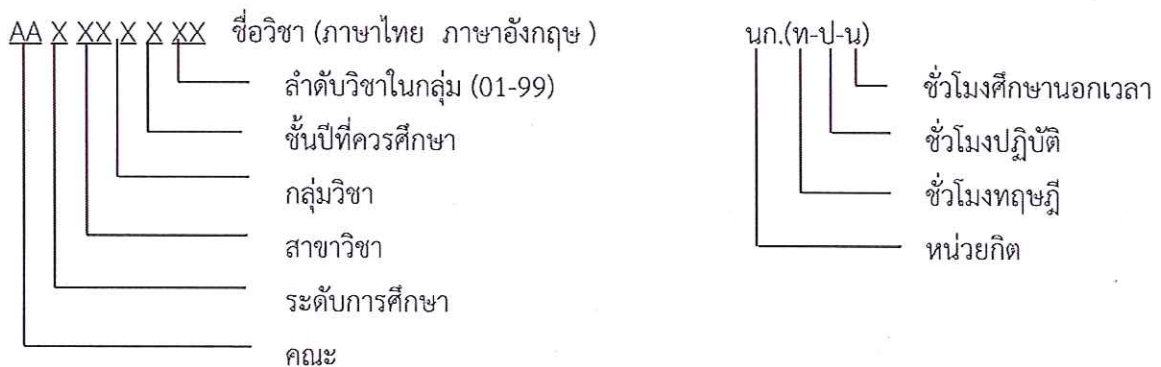 AA X XX X X XX ชื่อวิชา (ภาษาไทย ภาษาอังกฤษ )
ลำดับวิชาในกลุ่ม (01-99)
ชั้นปีที่ควรศึกษา
กลุ่มวิชา
สาขาวิชา
ระดับการศึกษา
คณะ
นก.(ท-ป-น)
ชั่วโมงศึกษานอกเวลา
ชั่วโมงปฏิบัติ
ชั่วโมงทฤษฎี
หน่วยกิต